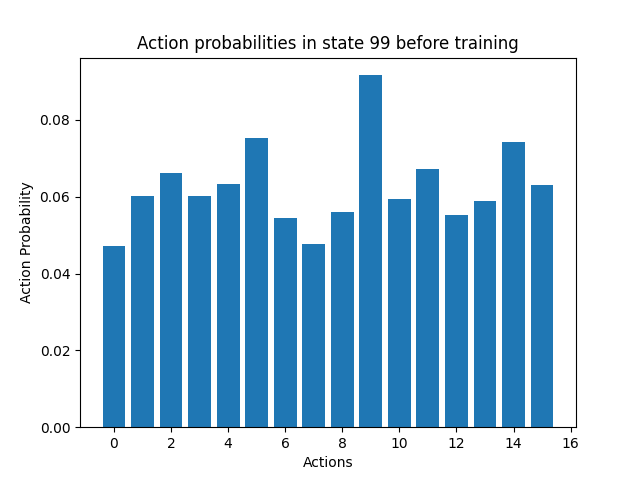 Action probabilities in state 99 before training
Action Probability
0.08
0.06
0.04
0.02
0.00
0 2 4 6 8 10 12 14 16
Actions